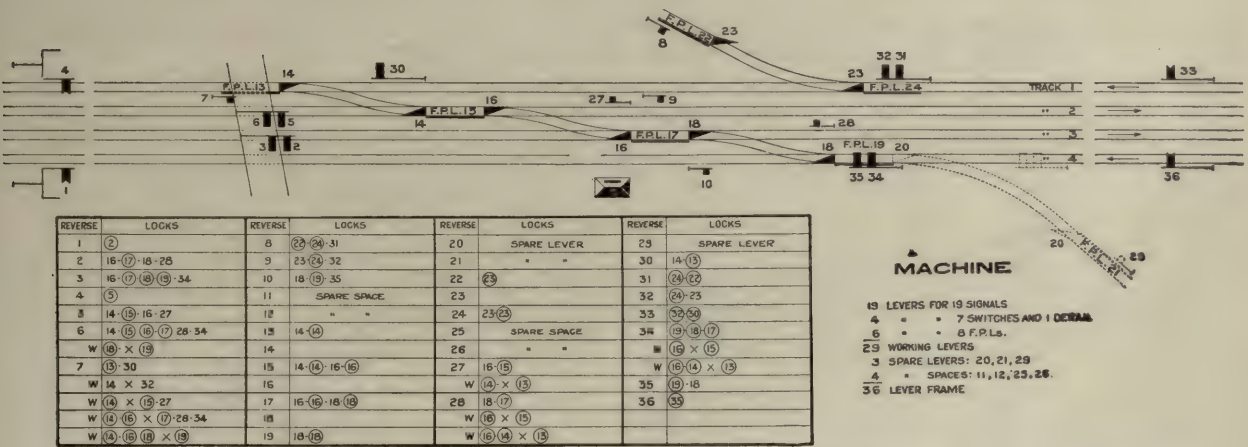 F.P.L.22 23
8
4 14 30 23 32 31 33
F.P.L.13 F.P.L.24 TRACK 1
7 16 27 9
F.P.L.15 " 2
6 5 14 18 28
F.P.L.17 " 3
3 2 16 F.P.L.19 20
18 " 4
1 10 35 34 36
20 F.P.L.21 29
REVERSE LOCKS REVERSE LOCKS REVERSE LOCKS REVERSE LOCKS
1 ② 8 ㉒ ㉔·31 20 SPARE LEVER 29 SPARE LEVER
2 16·⑰·18·28 9 23·㉔·32 21 " " 30 14·⑬
3 16·⑰⑱⑲·34 10 18 ⑲·35 22 ㉓ 31 ㉔·㉒
4 ⑤ 11 SPARE SPACE 23 32 ㉔·23
5 14·⑮·16·27 12 " " 24 23·㉓ 33 ㉜㉚
6 14·⑮⑯·⑰ 28·34 13 14·⑭ 25 SPARE SPACE 34 ⑲·⑱·⑰
W ⑱ × ⑲ 14 26 " " W ⑯ × ⑮
7 ⑬·30 15 14·⑭·16·⑯ 27 16·⑮ W ⑯·⑭ × ⑬
W 14 × 32 16 W ⑭ × ⑬ 35 ⑲·18
W ⑭ × ⑮·27 17 16·⑯·18·⑱ 28 18·⑰ 36 ㉟
W ⑭·⑯ × ⑰·28·34 18 W ⑯ × ⑮
W ⑭·⑯ ⑱ × ⑲ 19 18·⑱ W ⑯ ⑭ × ⑬
MACHINE
19 LEVERS FOR 19 SIGNALS
4 " " 7 SWITCHES AND 1 DERAIL
6 " " 8 F.P.Ls.
29 WORKING LEVERS
3 SPARE LEVERS: 20, 21, 29
4 " SPACES: 11, 12, 25, 26.
36 LEVER FRAME